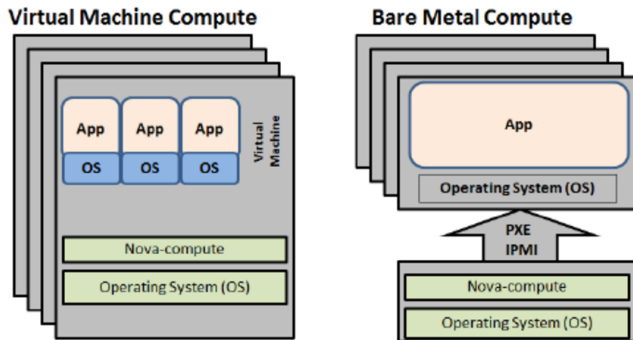 Virtual Machine Compute
App
App
App
OS
OS
OS
Virtual
Machine
Nova-compute
Operating System (OS)
Bare Metal Compute
App
Operating System (OS)
PXE
IPMI
Nova-compute
Operating System (OS)